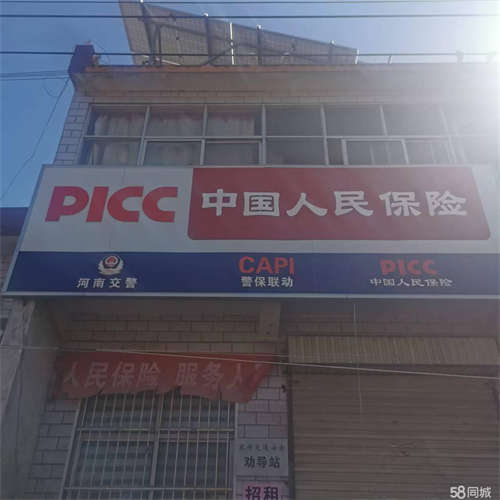 PICC 中国人民保险
河南交警
CAPI
警保联动
PICC
中国人民保险
人民保险 服务人
劝导站
招租
58同城